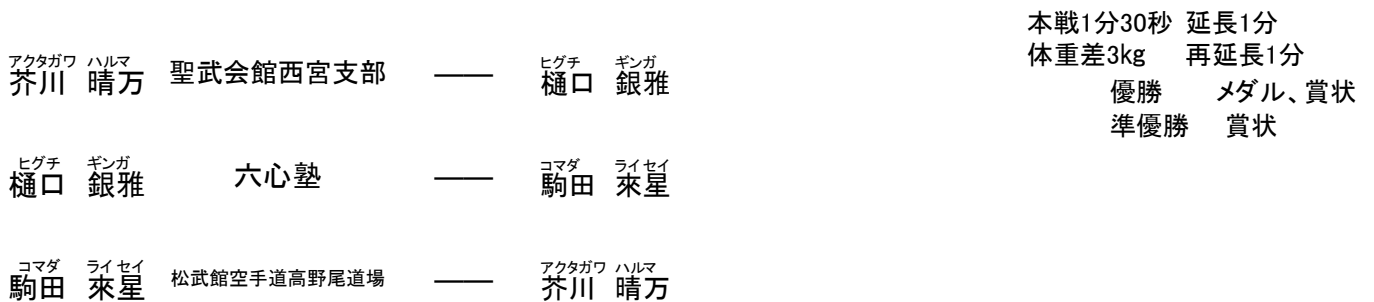 本戦1分30秒 延長1分
体重差3kg 再延長1分
優勝 メダル、賞状
準優勝 賞状
アクタガワ ハルマ ヒグチ ギンガ
芥川 晴万 聖武会館西宮支部 ―― 樋口 銀雅
ヒグチ ギンガ コマダ ライセイ
樋口 銀雅 六心塾 ―― 駒田 來星
コマダ ライセイ アクタガワ ハルマ
駒田 來星 松武館空手道高野尾道場 ―― 芥川 晴万